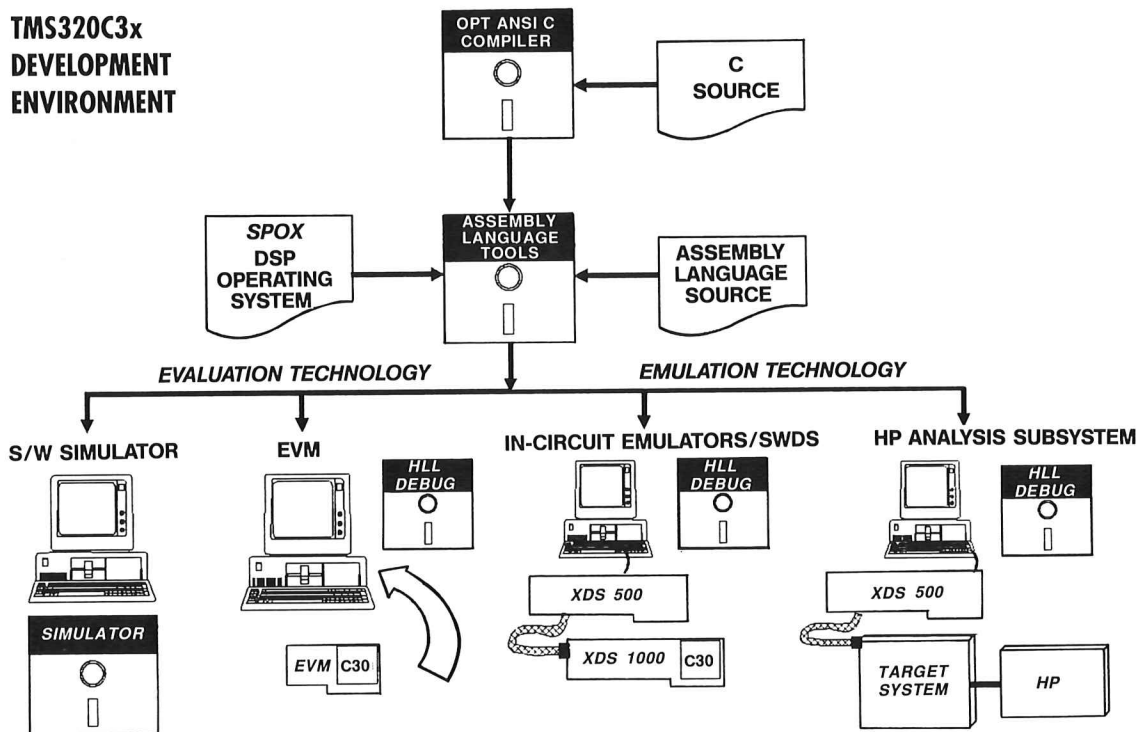 TMS320C3x
DEVELOPMENT
ENVIRONMENT
OPT ANSI C
COMPILER
C
SOURCE
SPOX
DSP
OPERATING
SYSTEM
ASSEMBLY
LANGUAGE
TOOLS
ASSEMBLY
LANGUAGE
SOURCE
EVALUATION TECHNOLOGY
EMULATION TECHNOLOGY
S/W SIMULATOR
EVM
IN-CIRCUIT EMULATORS/SWDS
HP ANALYSIS SUBSYSTEM
HLL
DEBUG
HLL
DEBUG
HLL
DEBUG
SIMULATOR
EVM
C30
XDS 500
XDS 1000
C30
XDS 500
TARGET
SYSTEM
HP